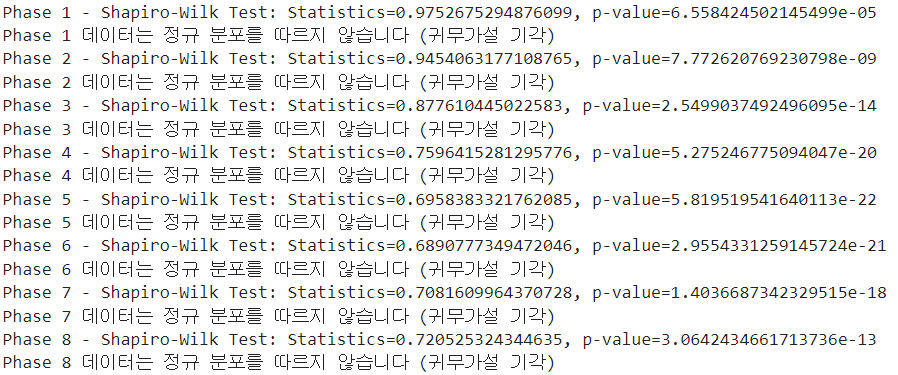 Phase 1 - Shapiro-Wilk Test: Statistics=0.9752675294876099, p-value=6.558424502145499e-05
Phase 1 데이터는 정규 분포를 따르지 않습니다 (귀무가설 기각)
Phase 2 - Shapiro-Wilk Test: Statistics=0.9454063177108765, p-value=7.772620769230798e-09
Phase 2 데이터는 정규 분포를 따르지 않습니다 (귀무가설 기각)
Phase 3 - Shapiro-Wilk Test: Statistics=0.877610445022583, p-value=2.5499037492496095e-14
Phase 3 데이터는 정규 분포를 따르지 않습니다 (귀무가설 기각)
Phase 4 - Shapiro-Wilk Test: Statistics=0.7596415281295776, p-value=5.275246775094047e-20
Phase 4 데이터는 정규 분포를 따르지 않습니다 (귀무가설 기각)
Phase 5 - Shapiro-Wilk Test: Statistics=0.6958383321762085, p-value=5.819519541640113e-22
Phase 5 데이터는 정규 분포를 따르지 않습니다 (귀무가설 기각)
Phase 6 - Shapiro-Wilk Test: Statistics=0.6890777349472046, p-value=2.9554331259145724e-21
Phase 6 데이터는 정규 분포를 따르지 않습니다 (귀무가설 기각)
Phase 7 - Shapiro-Wilk Test: Statistics=0.7081609964370728, p-value=1.4036687342329515e-18
Phase 7 데이터는 정규 분포를 따르지 않습니다 (귀무가설 기각)
Phase 8 - Shapiro-Wilk Test: Statistics=0.720525324344635, p-value=3.0642434661713736e-13
Phase 8 데이터는 정규 분포를 따르지 않습니다 (귀무가설 기각)